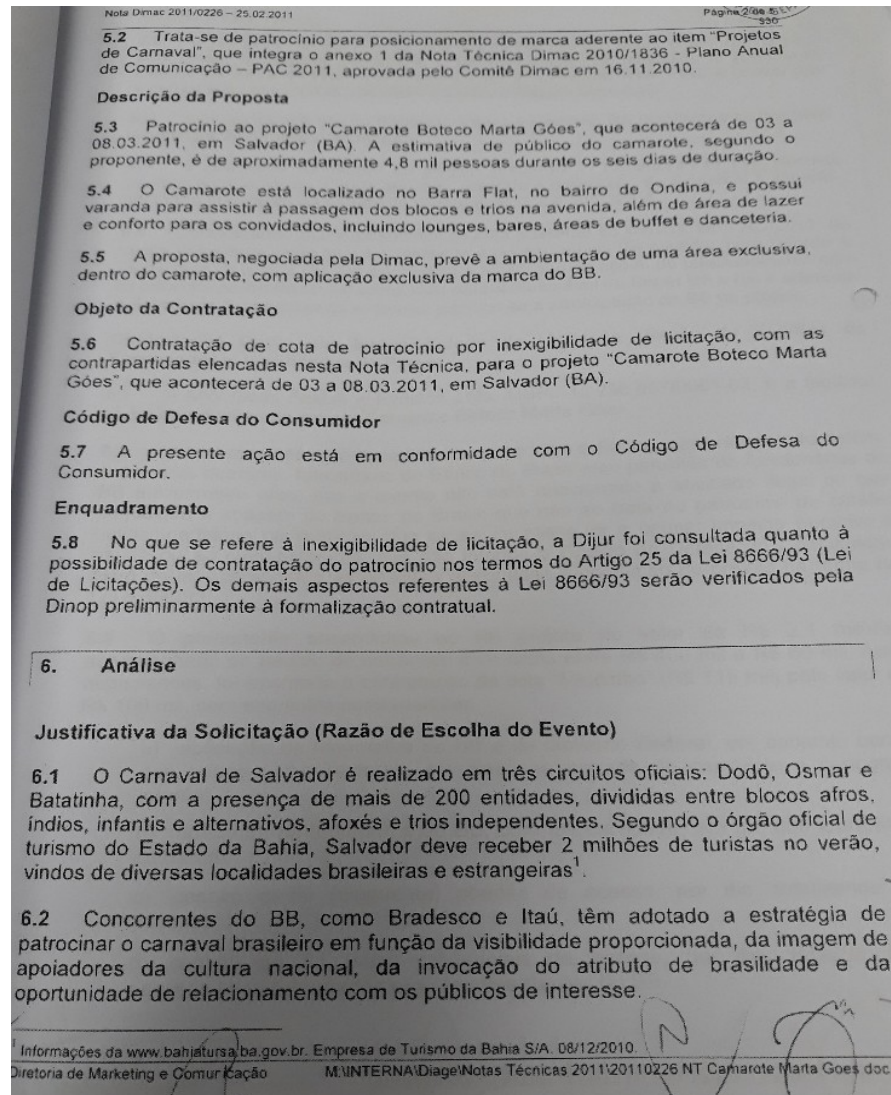 Nota Dimac 2011/0226 – 25.02.2011
Página 2 de
5.2 Trata-se de patrocínio para posicionamento de marca aderente ao item "Projetos
de Carnaval", que integra o anexo 1 da Nota Técnica Dimac 2010/1836 - Plano Anual
de Comunicação – PAC 2011, aprovada pelo Comitê Dimac em 16.11.2010.
Descrição da Proposta
5.3 Patrocínio ao projeto "Camarote Boteco Marta Góes", que acontecerá de 03 a
08.03.2011, em Salvador (BA). A estimativa de público do camarote, segundo o
proponente, é de aproximadamente 4,8 mil pessoas durante os seis dias de duração.
5.4 O Camarote está localizado no Barra Flat, no bairro de Ondina, e possui
varanda para assistir à passagem dos blocos e trios na avenida, além de área de lazer
e conforto para os convidados, incluindo lounges, bares, áreas de buffet e danceteria.
5.5 A proposta, negociada pela Dimac, prevê a ambientação de uma área exclusiva,
dentro do camarote, com aplicação exclusiva da marca do BB.
Objeto da Contratação
5.6 Contratação de cota de patrocínio por inexigibilidade de licitação, com as
contrapartidas elencadas nesta Nota Técnica, para o projeto "Camarote Boteco Marta
Góes", que acontecerá de 03 a 08.03.2011, em Salvador (BA).
Código de Defesa do Consumidor
5.7 A presente ação está em conformidade com o Código de Defesa do
Consumidor.
Enquadramento
5.8 No que se refere à inexigibilidade de licitação, a Dijur foi consultada quanto à
possibilidade de contratação do patrocínio nos termos do Artigo 25 da Lei 8666/93 (Lei
de Licitações). Os demais aspectos referentes à Lei 8666/93 serão verificados pela
Dinop preliminarmente à formalização contratual.
6. Análise
Justificativa da Solicitação (Razão de Escolha do Evento)
6.1 O Carnaval de Salvador é realizado em três circuitos oficiais: Dodô, Osmar e
Batatinha, com a presença de mais de 200 entidades, divididas entre blocos afros,
índios, infantis e alternativos, afoxés e trios independentes. Segundo o órgão oficial de
turismo do Estado da Bahia, Salvador deve receber 2 milhões de turistas no verão,
vindos de diversas localidades brasileiras e estrangeiras¹.
6.2 Concorrentes do BB, como Bradesco e Itaú, têm adotado a estratégia de
patrocinar o carnaval brasileiro em função da visibilidade proporcionada, da imagem de
apoiadores da cultura nacional, da invocação do atributo de brasilidade e da
oportunidade de relacionamento com os públicos de interesse.
¹ Informações da www.bahiatursa.ba.gov.br. Empresa de Turismo da Bahia S/A. 08/12/2010.
Diretoria de Marketing e Comunicação M:\INTERNA\Diage\Notas Técnicas 2011\20110226 NT Camarote Marta Goes.doc